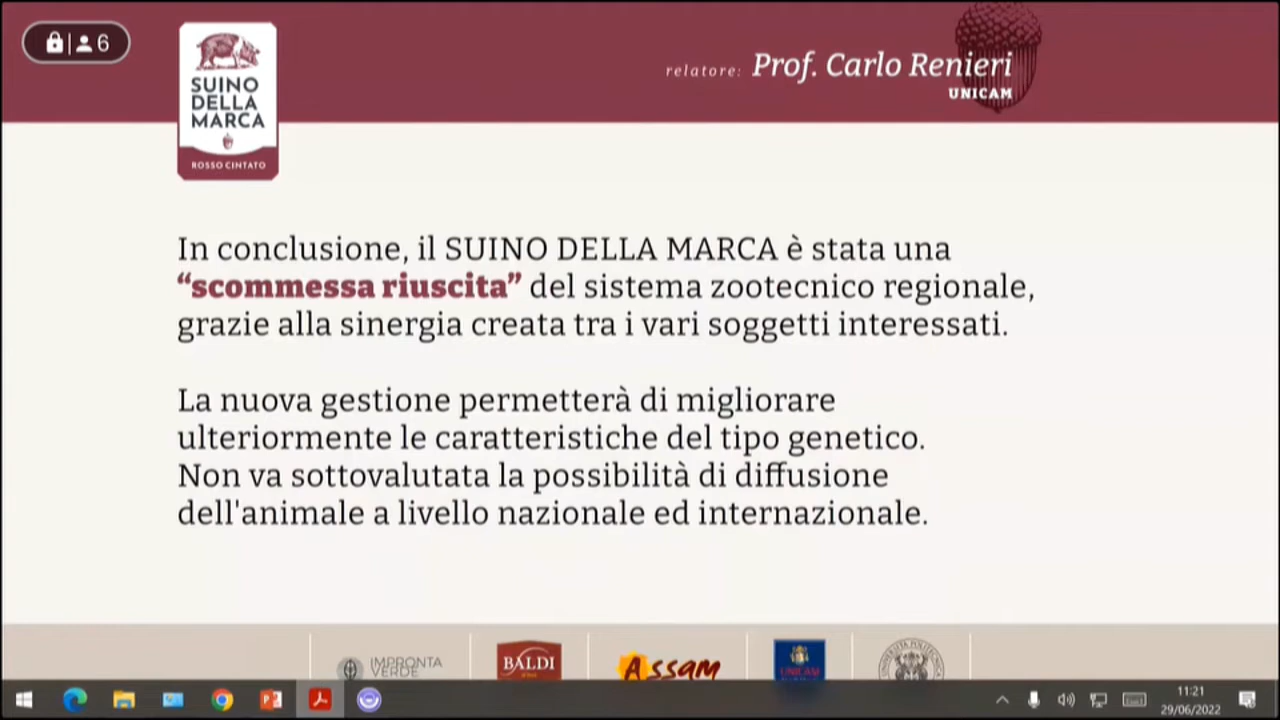 6
SUINO
DELLA
MARCA
ROSSO CINTATO
relatore: Prof. Carlo Renieri
UNICAM
In conclusione, il SUINO DELLA MARCA è stata una
“scommessa riuscita” del sistema zootecnico regionale,
grazie alla sinergia creata tra i vari soggetti interessati.
La nuova gestione permetterà di migliorare
ulteriormente le caratteristiche del tipo genetico.
Non va sottovalutata la possibilità di diffusione
dell'animale a livello nazionale ed internazionale.
IMPRONTA
VERDE
BALDI
Assam
UNICAM
11:21
29/06/2022